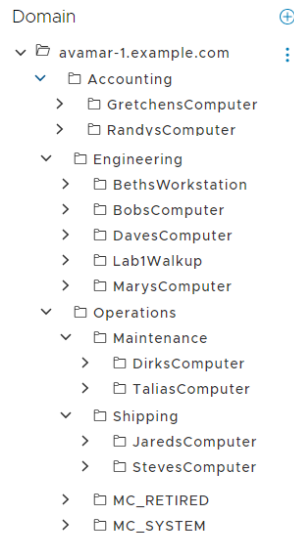 Domain
avamar-1.example.com
Accounting
GretchensComputer
RandysComputer
Engineering
BethsWorkstation
BobsComputer
DavesComputer
Lab1Walkup
MarysComputer
Operations
Maintenance
DirksComputer
TaliasComputer
Shipping
JaredsComputer
StevesComputer
MC_RETIRED
MC_SYSTEM